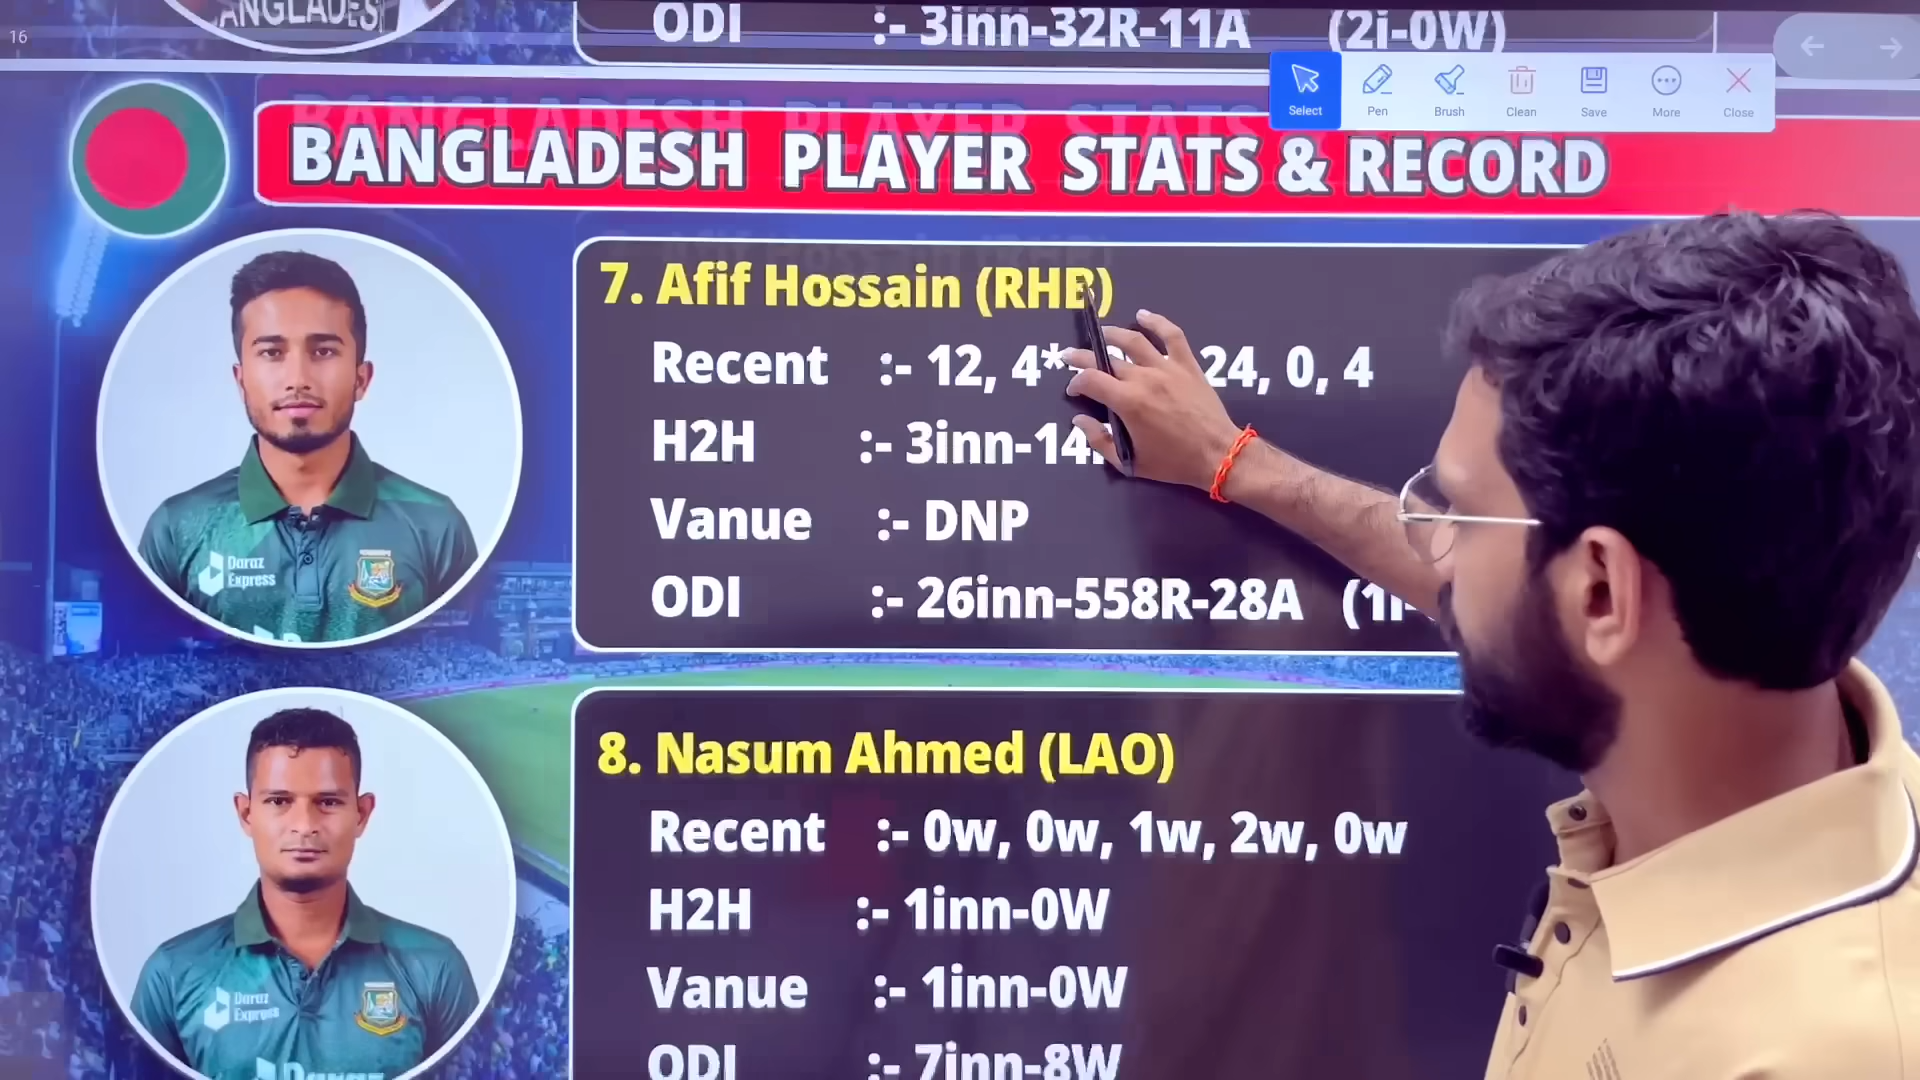 16
ANGLADES
ODI :- 3inn-32R-11A (2i-0W)
Select Pen Brush Clean Save More Close
BANGLADESH PLAYER STATS & RECORD
7. Afif Hossain (RHB)
Recent :- 12, 4* 24, 0, 4
H2H :- 3inn-14
Vanue :- DNP
ODI :- 26inn-558R-28A (1i-
Daraz
Express
8. Nasum Ahmed (LAO)
Recent :- 0w, 0w, 1w, 2w, 0w
H2H :- 1inn-0W
Vanue :- 1inn-0W
ODI :- 7inn-8W
Daraz
Express
Daraz